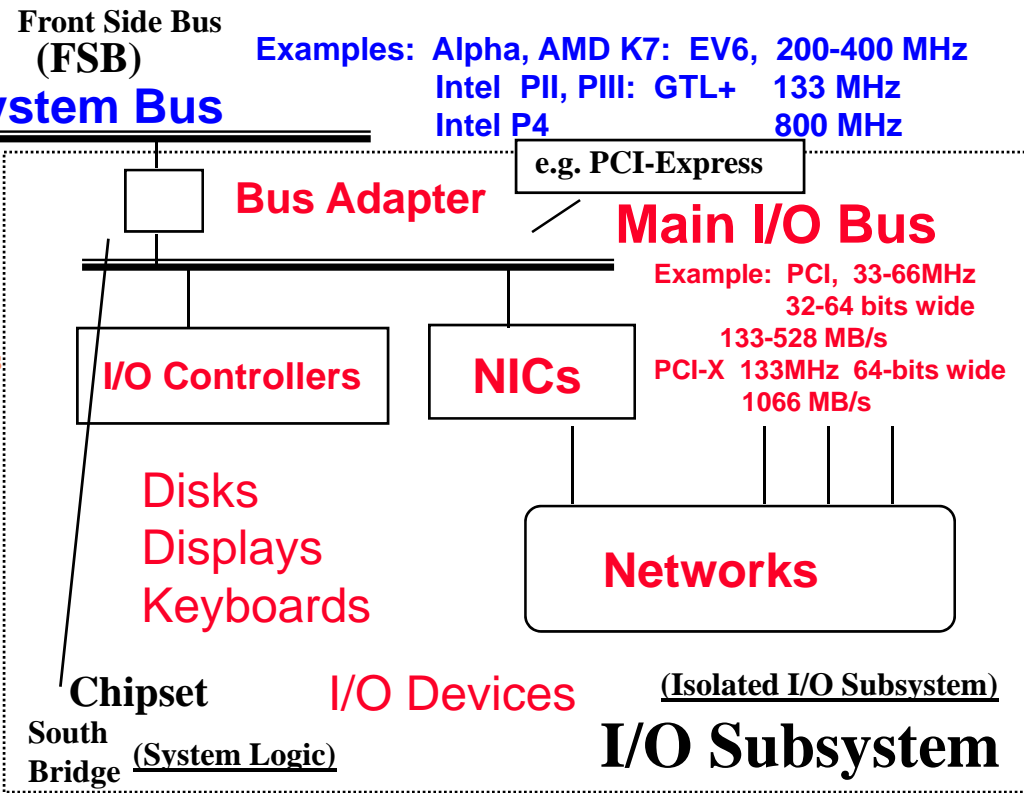 Front Side Bus
(FSB)
ystem Bus
Examples: Alpha, AMD K7: EV6, 200-400 MHz
Intel PII, PIII: GTL+ 133 MHz
Intel P4 800 MHz
e.g. PCI-Express
Bus Adapter
Main I/O Bus
Example: PCI, 33-66MHz
32-64 bits wide
133-528 MB/s
PCI-X 133MHz 64-bits wide
1066 MB/s
I/O Controllers
NICs
Disks
Displays
Keyboards
Networks
Chipset
I/O Devices
(Isolated I/O Subsystem)
South
Bridge
(System Logic)
I/O Subsystem